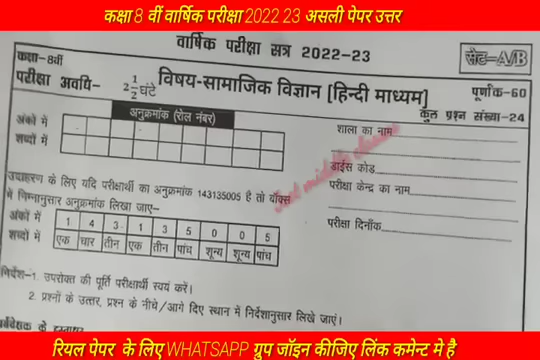 कक्षा 8 वीं वार्षिक परीक्षा 2022 23 असली पेपर उत्तर
वार्षिक परीक्षा सत्र 2022-23
सेट-A/B
कक्षा-8वीं
परीक्षा अवधि- 2 1/2 घंटे
विषय-सामाजिक विज्ञान [हिन्दी माध्यम]
पूर्णांक-60
अनुक्रमांक (रोल नंबर)
कुल प्रश्न संख्या-24
अंकों में
शब्दों में
शाला का नाम
डाईस कोड
परीक्षा केन्द्र का नाम
परीक्षा दिनाँक
उदाहरण के लिए यदि परीक्षार्थी का अनुक्रमांक 143135005 है तो बॉक्स
में निम्नानुसार अनुक्रमांक लिखा जाए-
अंकों में 1 4 3 1 3 5 0 0 5
शब्दों में एक चार तीन एक तीन पांच शून्य शून्य पांच
निर्देश-1. उपरोक्त की पूर्ति परीक्षार्थी स्वयं करें।
2. प्रश्नों के उत्तर, प्रश्न के नीचे/आगे दिए स्थान में निर्देशानुसार लिखे जाएं।
रियल पेपर के लिए WHATSAPP ग्रुप जॉइन कीजिए लिंक कमेन्ट मे है